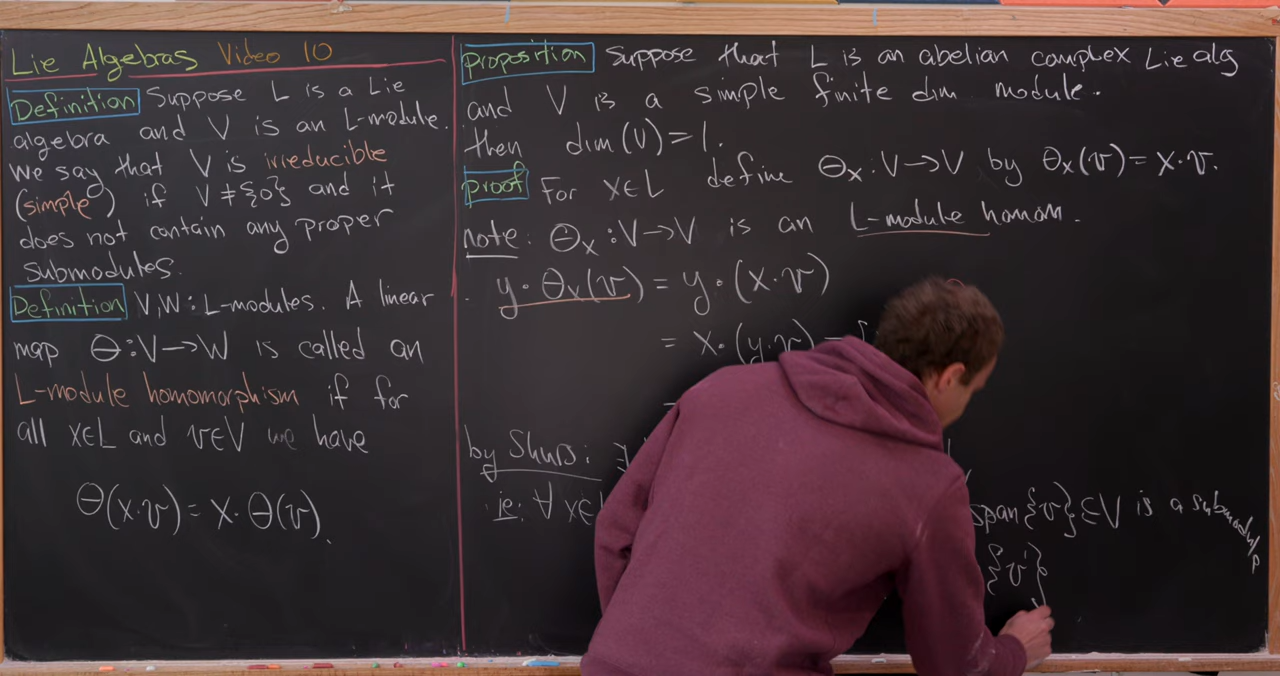 Lie Algebras Video 10
Definition Suppose L is a Lie
algebra and V is an L-module.
we say that V is irreducible
(simple) if V ≠ {0} and it
does not contain any proper
submodules.
Definition V,W: L-modules. A linear
map Θ: V→W is called an
L-module homomorphism if for
all x∈L and v∈V we have
Θ(x·v) = x·Θ(v).
Proposition Suppose that L is an abelian complex Lie alg
and V is a simple finite dim module.
then dim(V) = 1.
Proof For x∈L define Θx: V→V by Θx(v) = x·v.
note: Θx: V→V is an L-module homom.
y·Θx(v) = y·(x·v)
= x·(y·v) - [
by Shurs: ∃
ie: ∀ x∈L
span{v}⊆V is a submodule
{v}